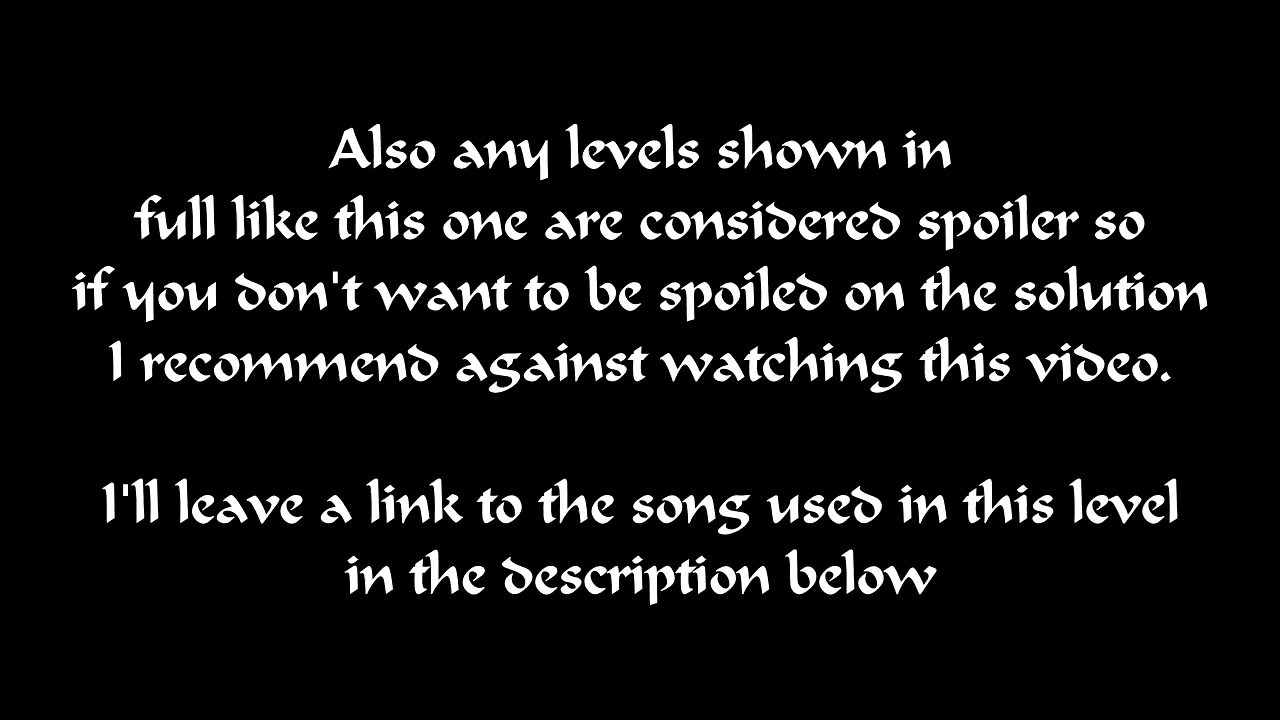 Also any levels shown in
full like this one are considered spoiler so
if you don't want to be spoiled on the solution
I recommend against watching this video.
I'll leave a link to the song used in this level
in the description below